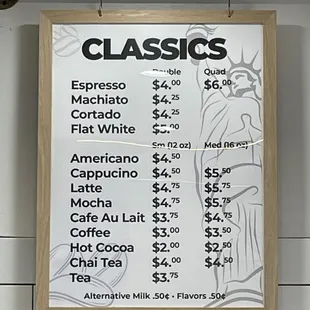 CLASSICS
Double Quad
Espresso $4.00 $6.00
Machiato $4.25
Cortado $4.25
Flat White $5.00
Sm (12 oz) Med (16 oz)
Americano $4.50
Cappucino $4.50 $5.50
Latte $4.75 $5.75
Mocha $4.75 $5.75
Cafe Au Lait $3.75 $4.75
Coffee $3.00 $3.50
Hot Cocoa $2.00 $2.50
Chai Tea $4.00 $4.50
Tea $3.75
Alternative Milk .50¢ • Flavors .50¢